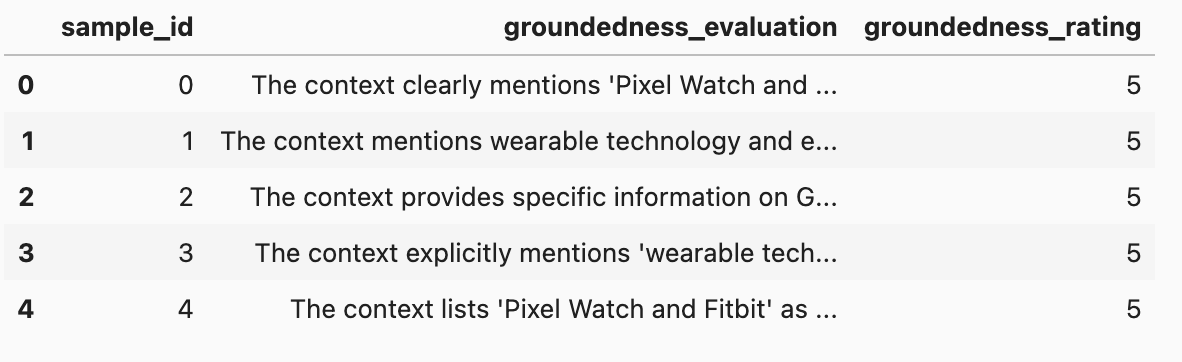 sample_id groundedness_evaluation groundedness_rating
0 0 The context clearly mentions 'Pixel Watch and ... 5
1 1 The context mentions wearable technology and e... 5
2 2 The context provides specific information on G... 5
3 3 The context explicitly mentions 'wearable tech... 5
4 4 The context lists 'Pixel Watch and Fitbit' as ... 5